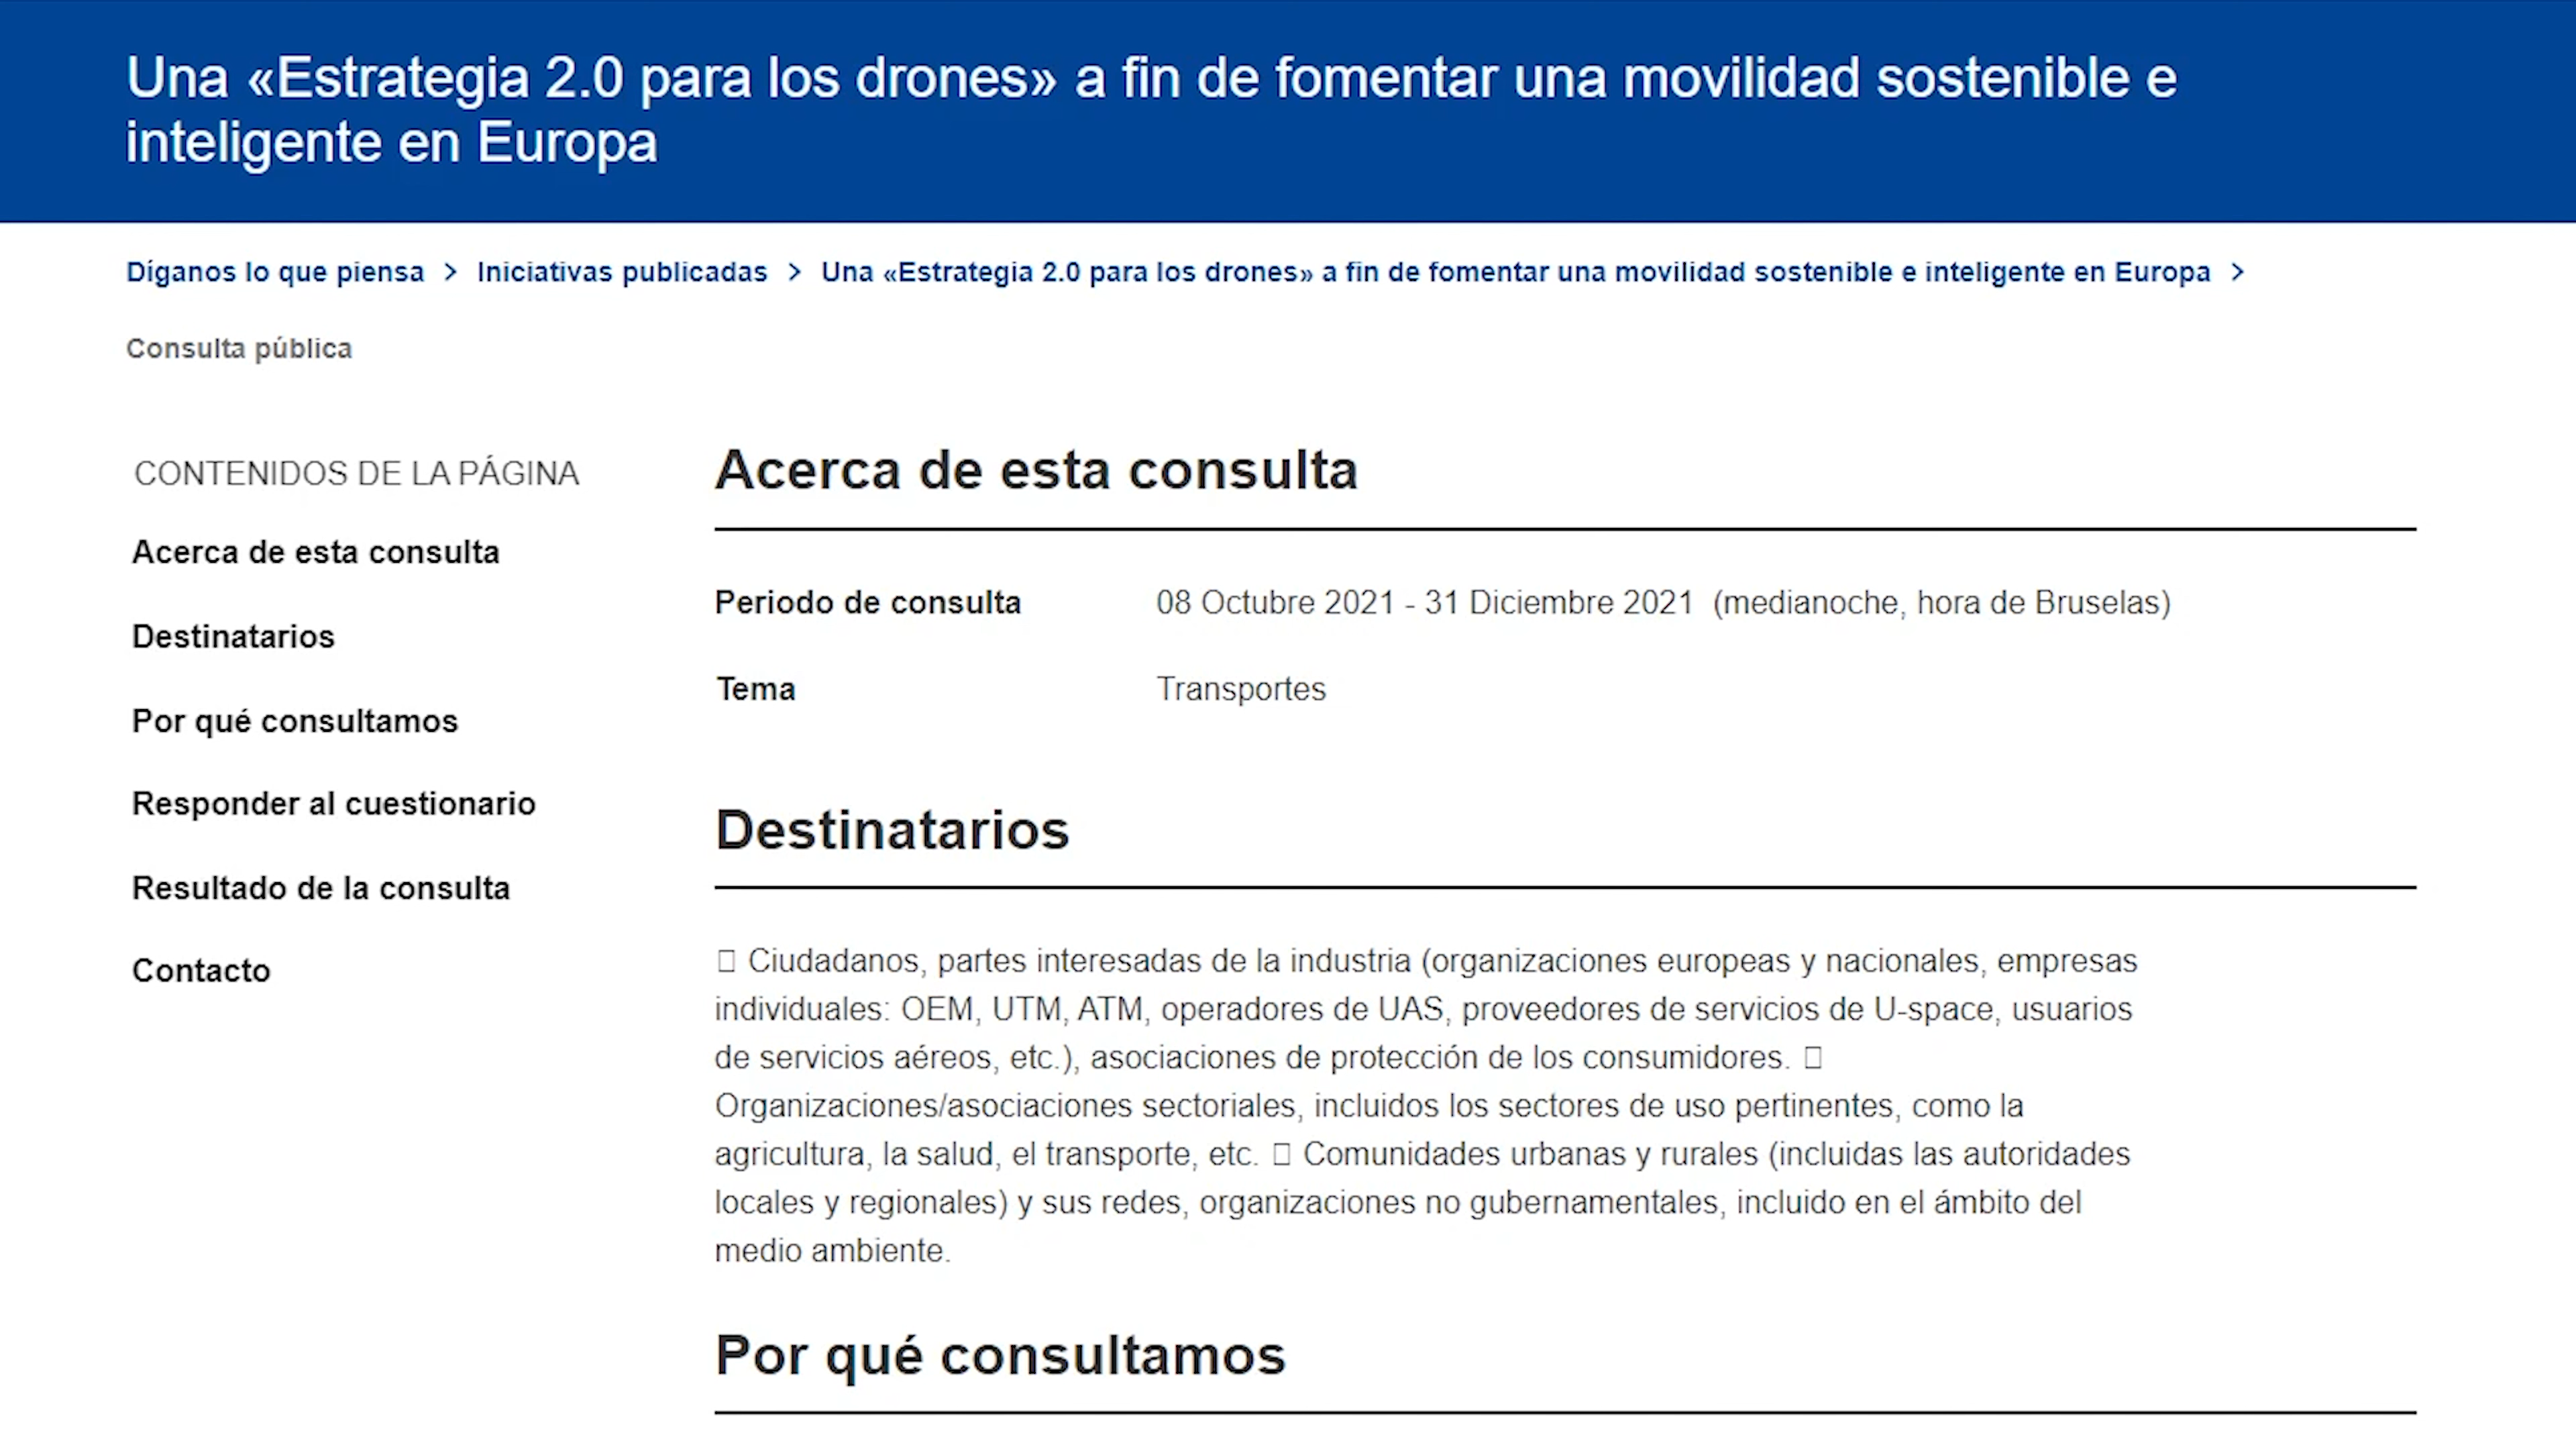 Una «Estrategia 2.0 para los drones» a fin de fomentar una movilidad sostenible e
inteligente en Europa
Díganos lo que piensa > Iniciativas publicadas > Una «Estrategia 2.0 para los drones» a fin de fomentar una movilidad sostenible e inteligente en Europa >
Consulta pública
CONTENIDOS DE LA PÁGINA
Acerca de esta consulta
Destinatarios
Por qué consultamos
Responder al cuestionario
Resultado de la consulta
Contacto
Acerca de esta consulta
Periodo de consulta 08 Octubre 2021 - 31 Diciembre 2021 (medianoche, hora de Bruselas)
Tema Transportes
Destinatarios
 Ciudadanos, partes interesadas de la industria (organizaciones europeas y nacionales, empresas
individuales: OEM, UTM, ATM, operadores de UAS, proveedores de servicios de U-space, usuarios
de servicios aéreos, etc.), asociaciones de protección de los consumidores. 
Organizaciones/asociaciones sectoriales, incluidos los sectores de uso pertinentes, como la
agricultura, la salud, el transporte, etc.  Comunidades urbanas y rurales (incluidas las autoridades
locales y regionales) y sus redes, organizaciones no gubernamentales, incluido en el ámbito del
medio ambiente.
Por qué consultamos